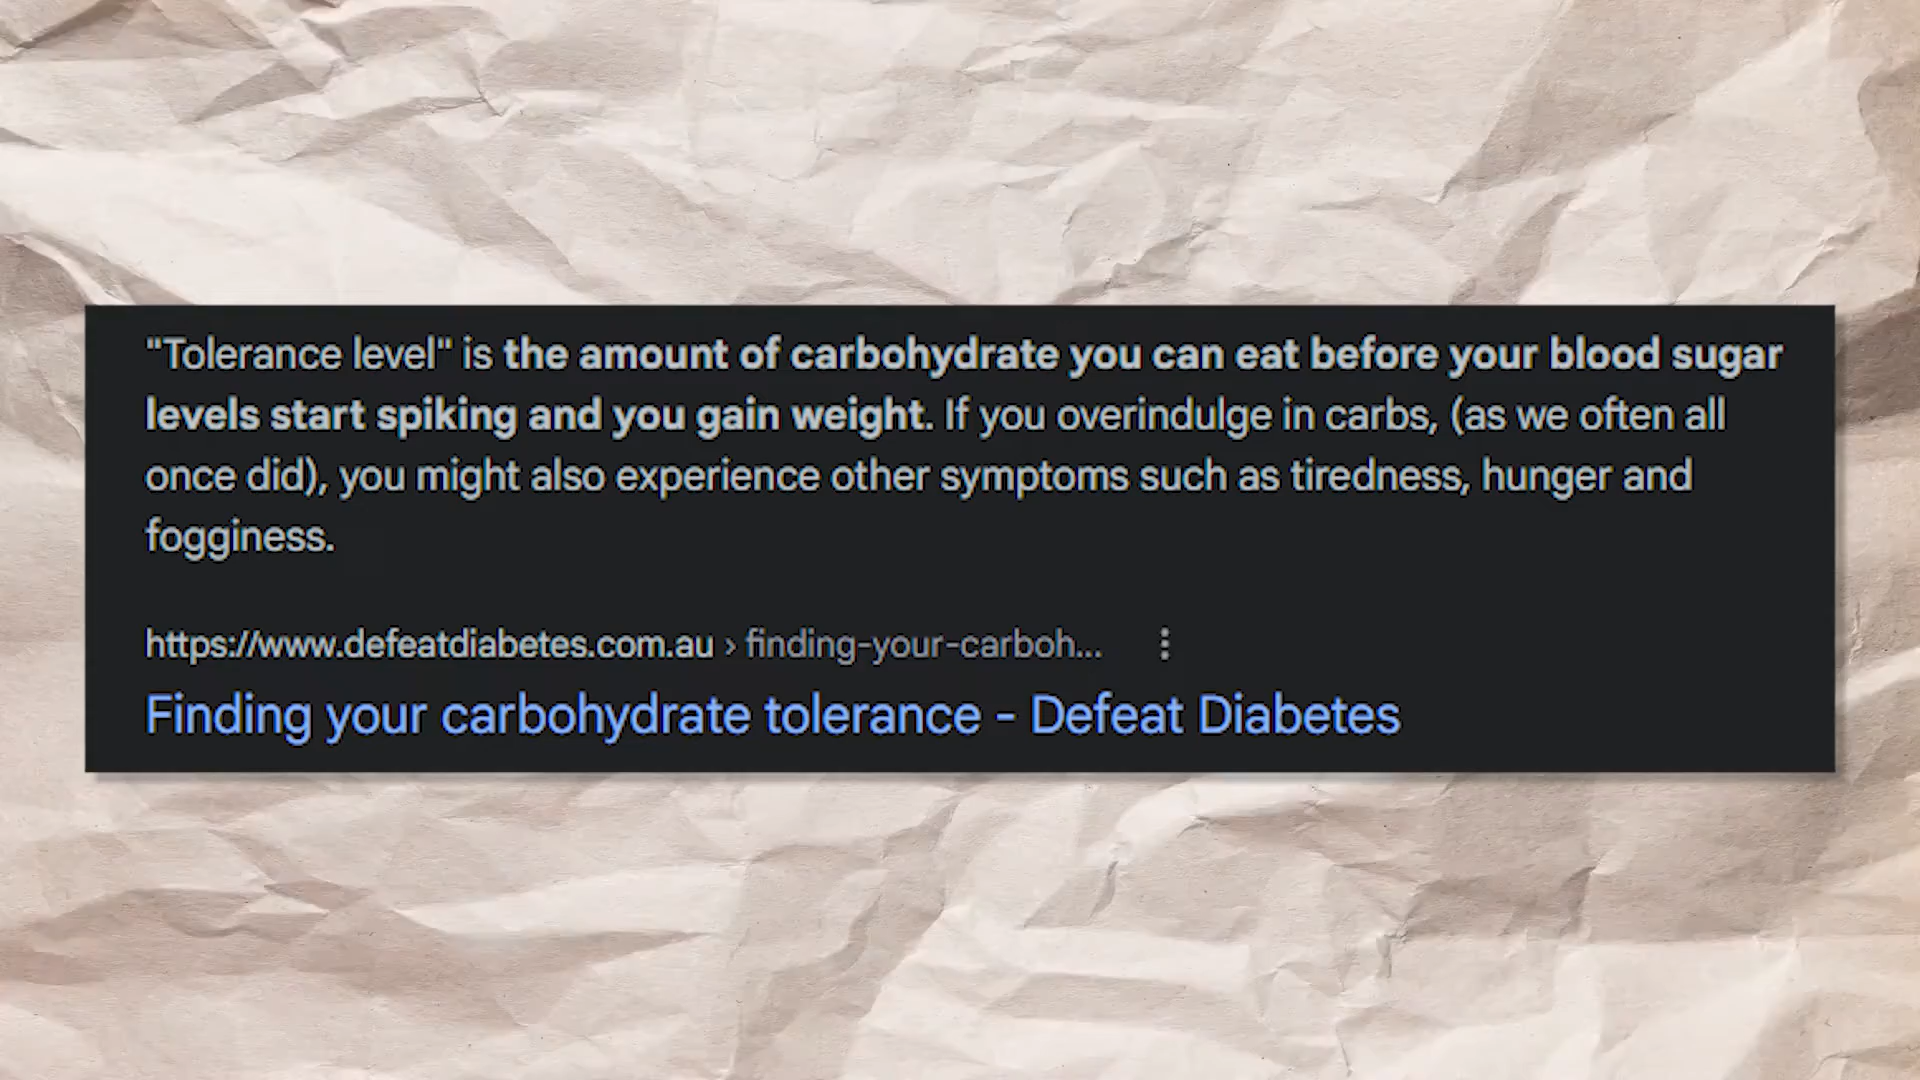 "Tolerance level" is the amount of carbohydrate you can eat before your blood sugar
levels start spiking and you gain weight. If you overindulge in carbs, (as we often all
once did), you might also experience other symptoms such as tiredness, hunger and
fogginess.
https://www.defeatdiabetes.com.au › finding-your-carboh...
Finding your carbohydrate tolerance - Defeat Diabetes